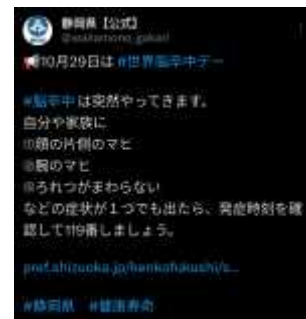 静岡県【公式】
📢10月29日は #世界脳卒中デー
#脳卒中 は突然やってきます。
自分や家族に
①顔の片側のマヒ
②腕のマヒ
③ろれつがまわらない
などの症状が1つでも出たら、発症時刻を確
認して119番しましょう。
#静岡県 #健康寿命